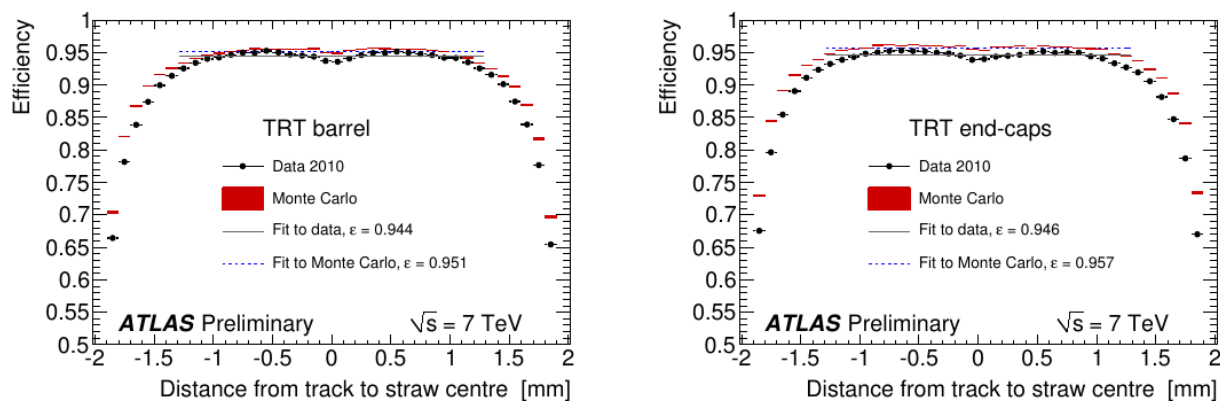 Efficiency
1
0.95
0.9
0.85
0.8
0.75
0.7
0.65
0.6
0.55
0.5
TRT barrel
Data 2010
Monte Carlo
Fit to data, ε = 0.944
Fit to Monte Carlo, ε = 0.951
ATLAS Preliminary
√s = 7 TeV
-2 -1.5 -1 -0.5 0 0.5 1 1.5 2
Distance from track to straw centre [mm]
Efficiency
1
0.95
0.9
0.85
0.8
0.75
0.7
0.65
0.6
0.55
0.5
TRT end-caps
Data 2010
Monte Carlo
Fit to data, ε = 0.946
Fit to Monte Carlo, ε = 0.957
ATLAS Preliminary
√s = 7 TeV
-2 -1.5 -1 -0.5 0 0.5 1 1.5 2
Distance from track to straw centre [mm]